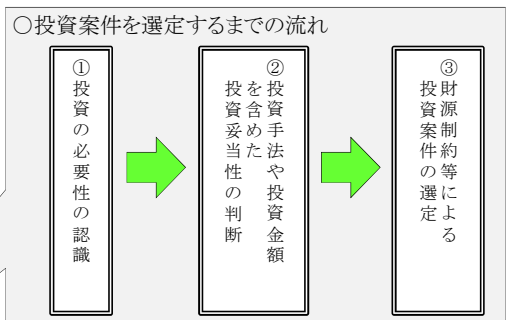 ○投資案件を選定するまでの流れ
①
投資の必要性の認識
②
投資手法や投資金額
を含めた
投資妥当性の判断
③
財源制約等による
投資案件の選定